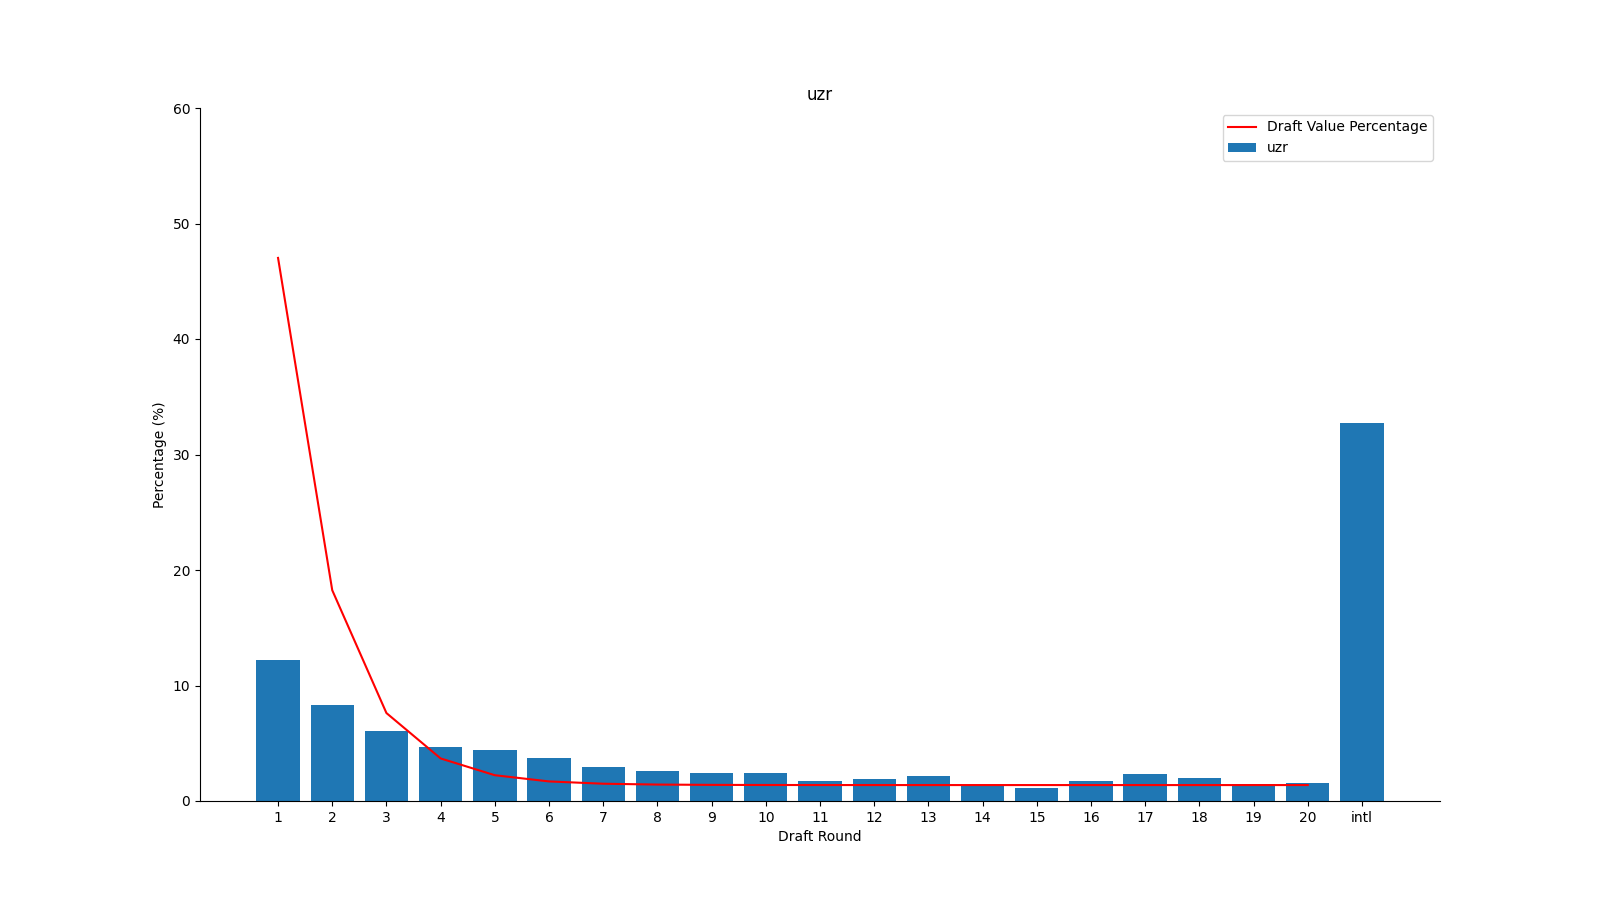 uzr
60
50
40
30
20
10
0
Percentage (%)
Draft Value Percentage
uzr
1 2 3 4 5 6 7 8 9 10 11 12 13 14 15 16 17 18 19 20 intl
Draft Round